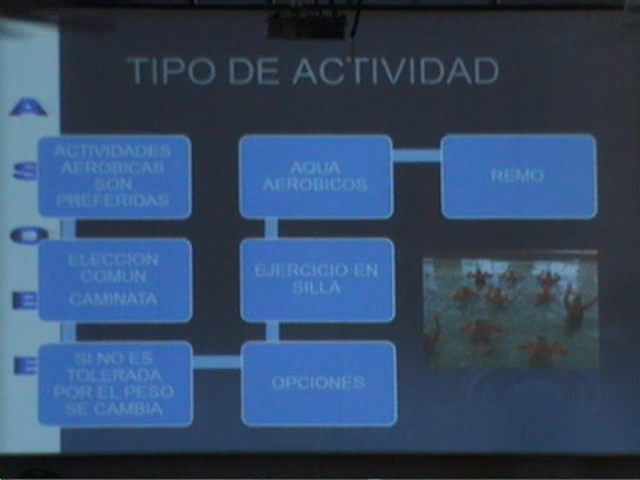 TIPO DE ACTIVIDAD
A
S
O
E
E
ACTIVIDADES
AEROBICAS
SON
PREFERIDAS
ELECCION
COMUN
CAMINATA
SI NO ES
TOLERADA
POR EL PESO
SE CAMBIA
OPCIONES
EJERCICIO EN
SILLA
AQUA
AEROBICOS
REMO